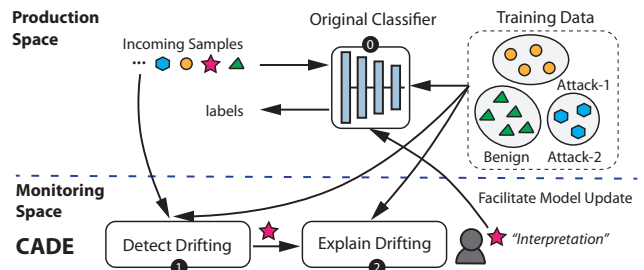 Production
Space
Original Classifier
Training Data
Incoming Samples
0
...
labels
Attack-1
Benign
Attack-2
Monitoring
Space
Facilitate Model Update
CADE
Detect Drifting
1
Explain Drifting
2
"Interpretation"